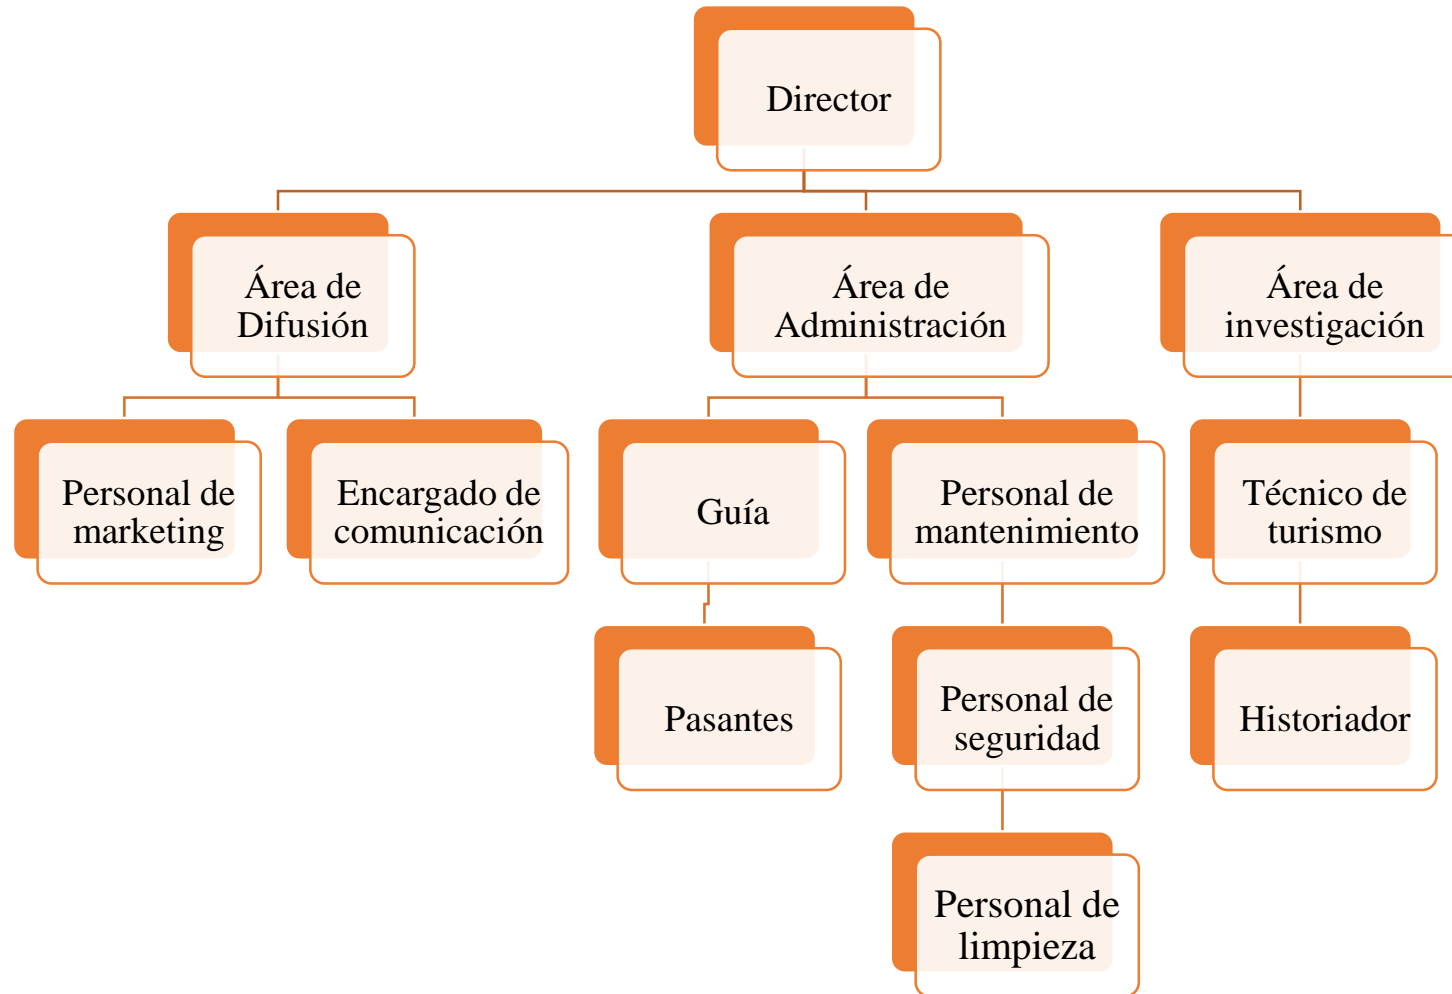 Director
Área de
Difusión
Área de
Administración
Área de
investigación
Personal de
marketing
Encargado de
comunicación
Guía
Personal de
mantenimiento
Técnico de
turismo
Pasantes
Personal de
seguridad
Historiador
Personal de
limpieza